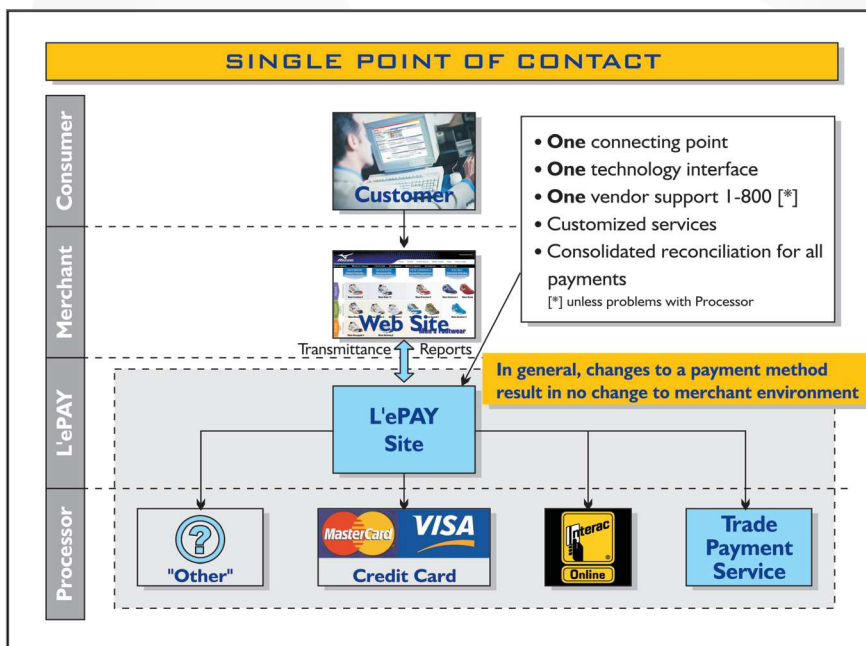 SINGLE POINT OF CONTACT
Consumer
Customer
• One connecting point
• One technology interface
• One vendor support 1-800 [*]
• Customized services
• Consolidated reconciliation for all
payments
[*] unless problems with Processor
Merchant
Web Site
Transmittance
Reports
In general, changes to a payment method
result in no change to merchant environment
L'ePAY
L'ePAY
Site
Processor
?
"Other"
MasterCard
VISA
Credit Card
Interac
®
Online
Trade
Payment
Service